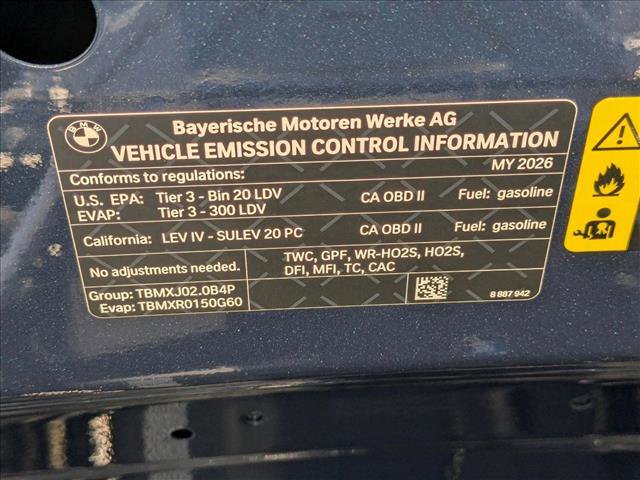 BMW
Bayerische Motoren Werke AG
VEHICLE EMISSION CONTROL INFORMATION
Conforms to regulations: MY 2026
U.S. EPA: Tier 3 - Bin 20 LDV CA OBD II Fuel: gasoline
EVAP: Tier 3 - 300 LDV
California: LEV IV - SULEV 20 PC CA OBD II Fuel: gasoline
No adjustments needed. TWC, GPF, WR-HO2S, HO2S,
DFI, MFI, TC, CAC
Group: TBMXJ02.0B4P
Evap: TBMXR0150G60 8 887 942